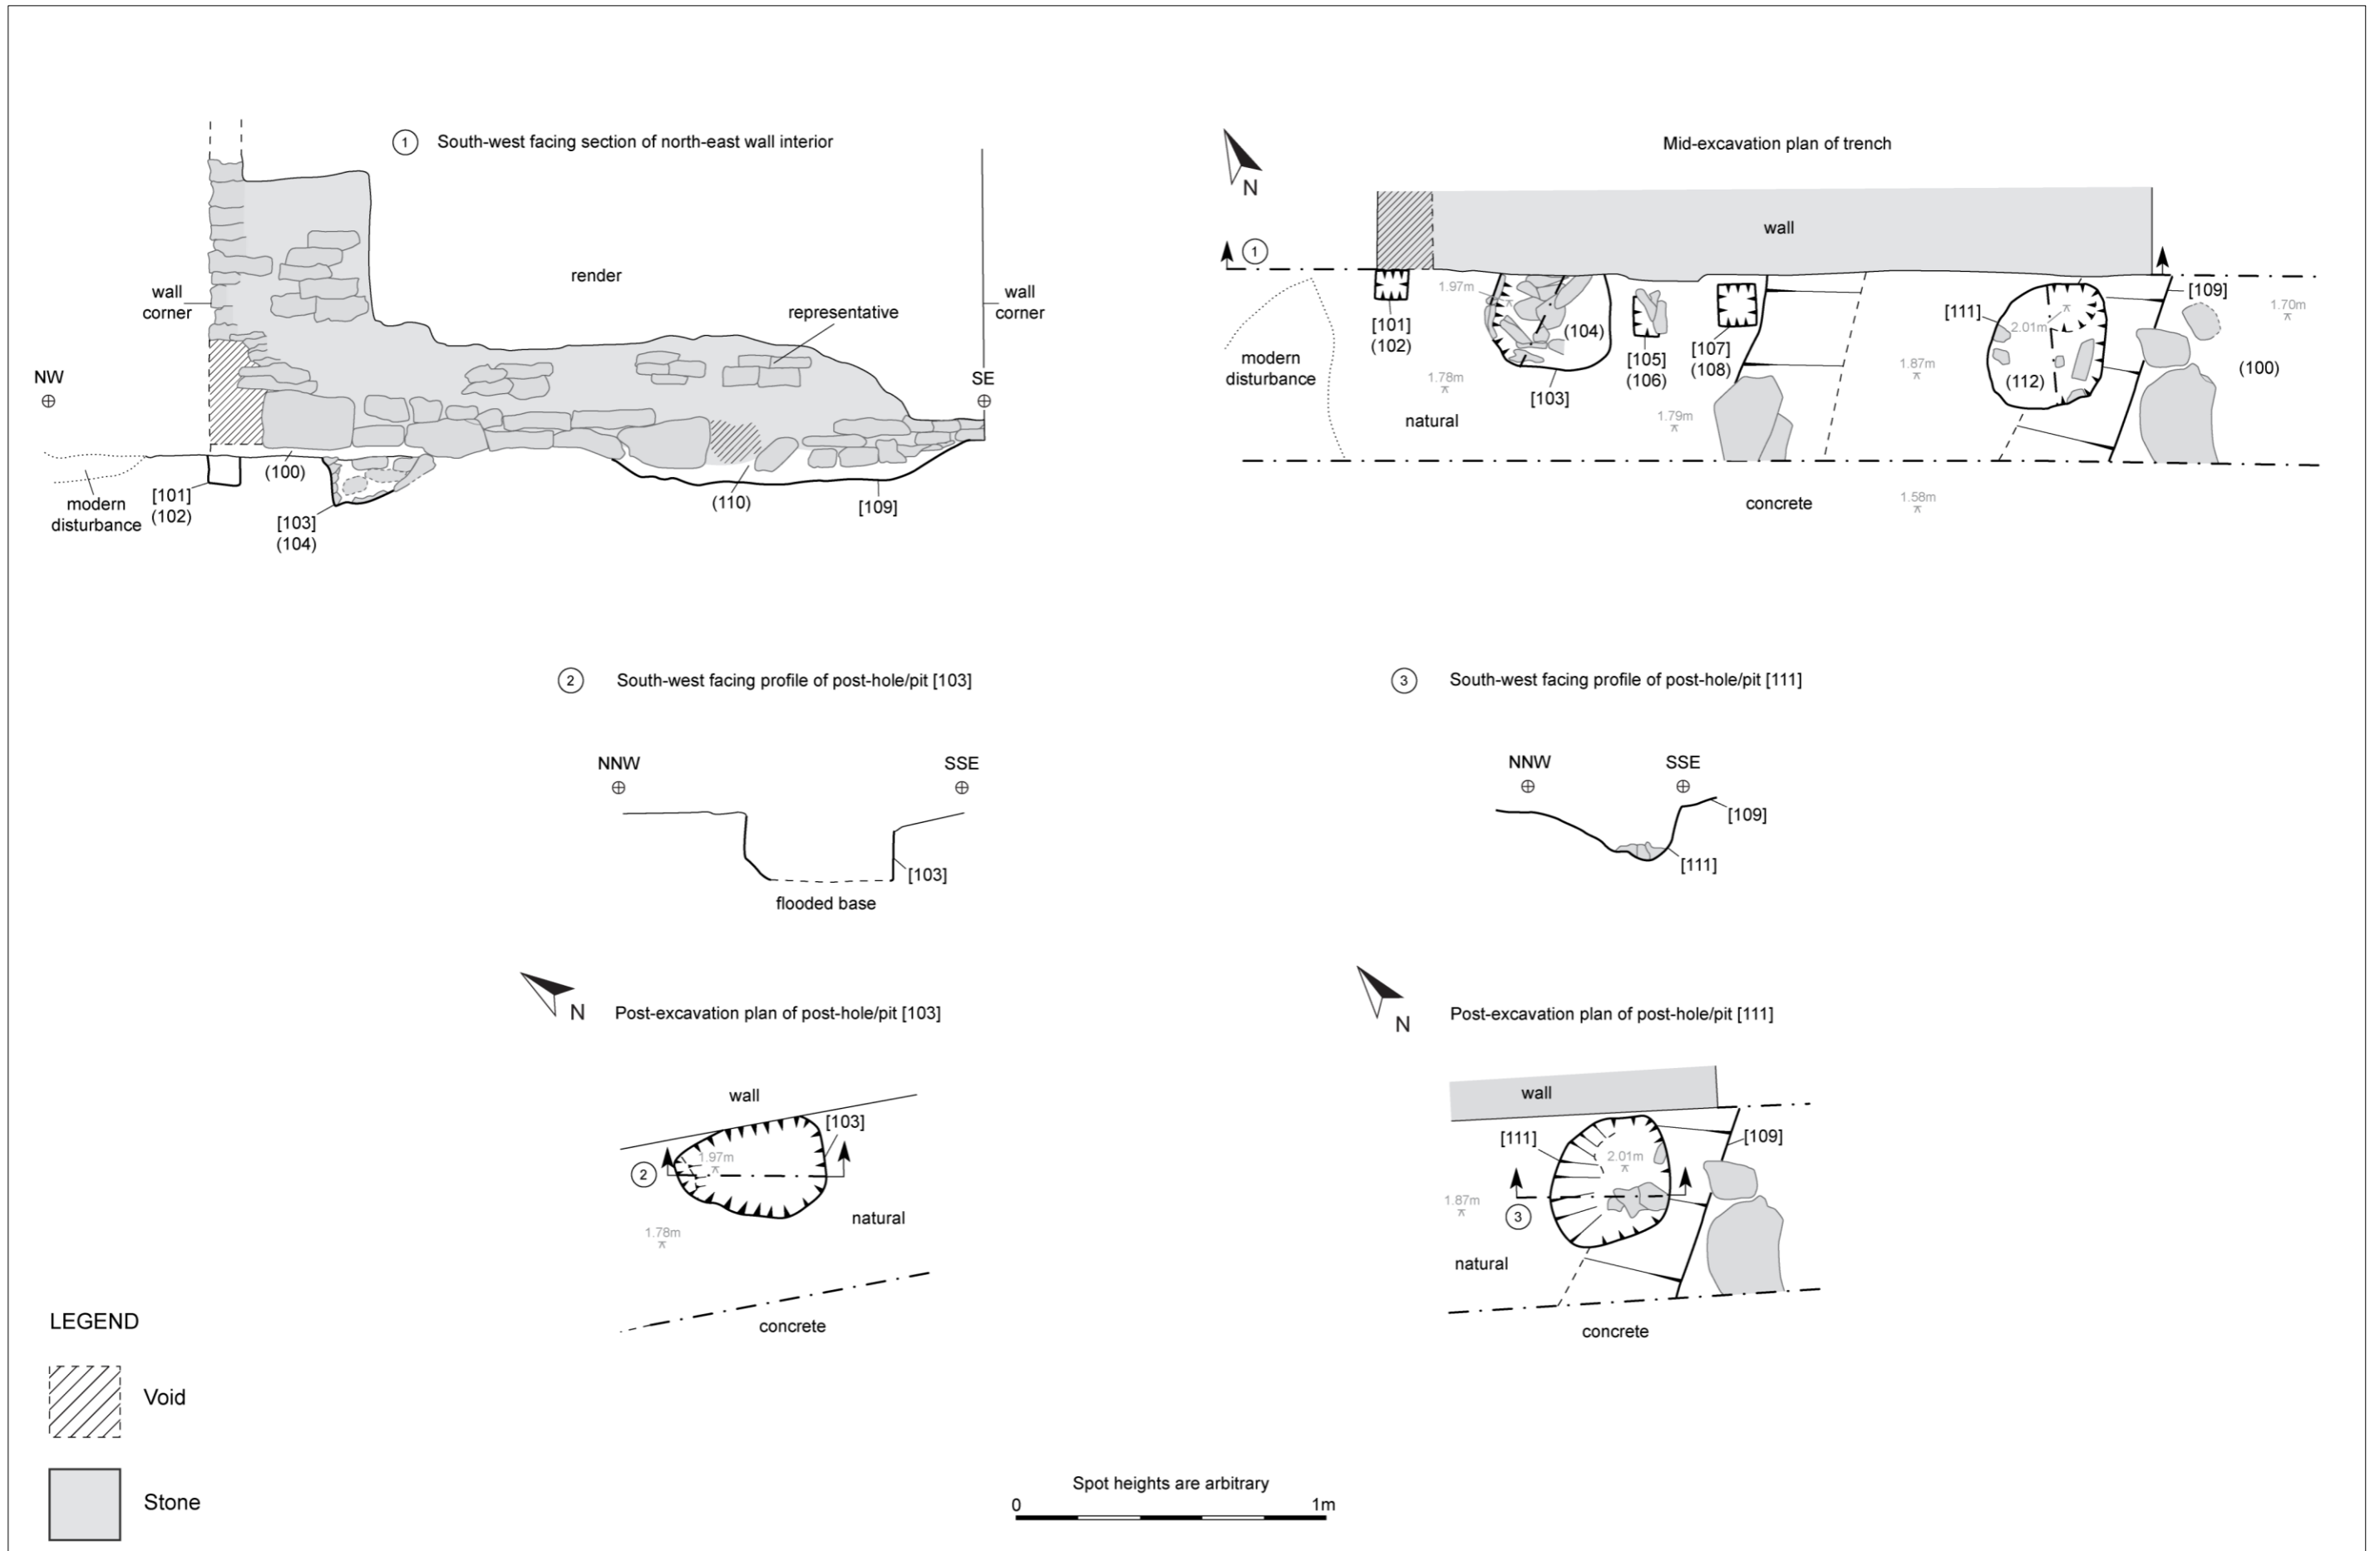 1 South-west facing section of north-east wall interior
render
representative
wall
corner
wall
corner
NW
SE
(100)
modern
disturbance
[101]
(102)
[103]
(104)
(110)
[109]
Mid-excavation plan of trench
N
wall
1
[101]
(102)
modern
disturbance
1.97m
1.78m
natural
(104)
[103]
[105]
(106)
[107]
(108)
1.79m
1.87m
[111]
2.01m
(112)
[109]
1.70m
(100)
concrete
1.58m
2 South-west facing profile of post-hole/pit [103]
NNW
SSE
[103]
flooded base
3 South-west facing profile of post-hole/pit [111]
NNW
SSE
[109]
[111]
N
Post-excavation plan of post-hole/pit [103]
wall
[103]
2
1.97m
natural
1.78m
concrete
N
Post-excavation plan of post-hole/pit [111]
wall
[111]
[109]
2.01m
1.87m
3
natural
concrete
LEGEND
Void
Stone
Spot heights are arbitrary
0 1m